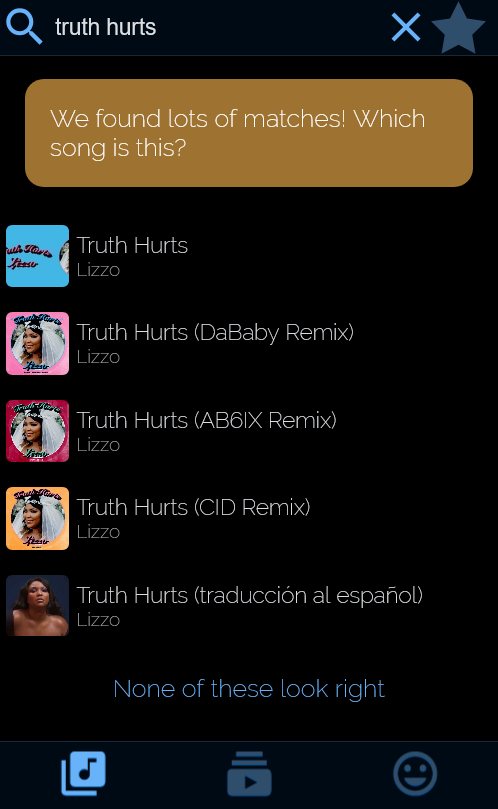 truth hurts
We found lots of matches! Which
song is this?
Truth Hurts
Lizzo
Truth Hurts (DaBaby Remix)
Lizzo
Truth Hurts (AB6IX Remix)
Lizzo
Truth Hurts (CID Remix)
Lizzo
Truth Hurts (traducción al español)
Lizzo
None of these look right